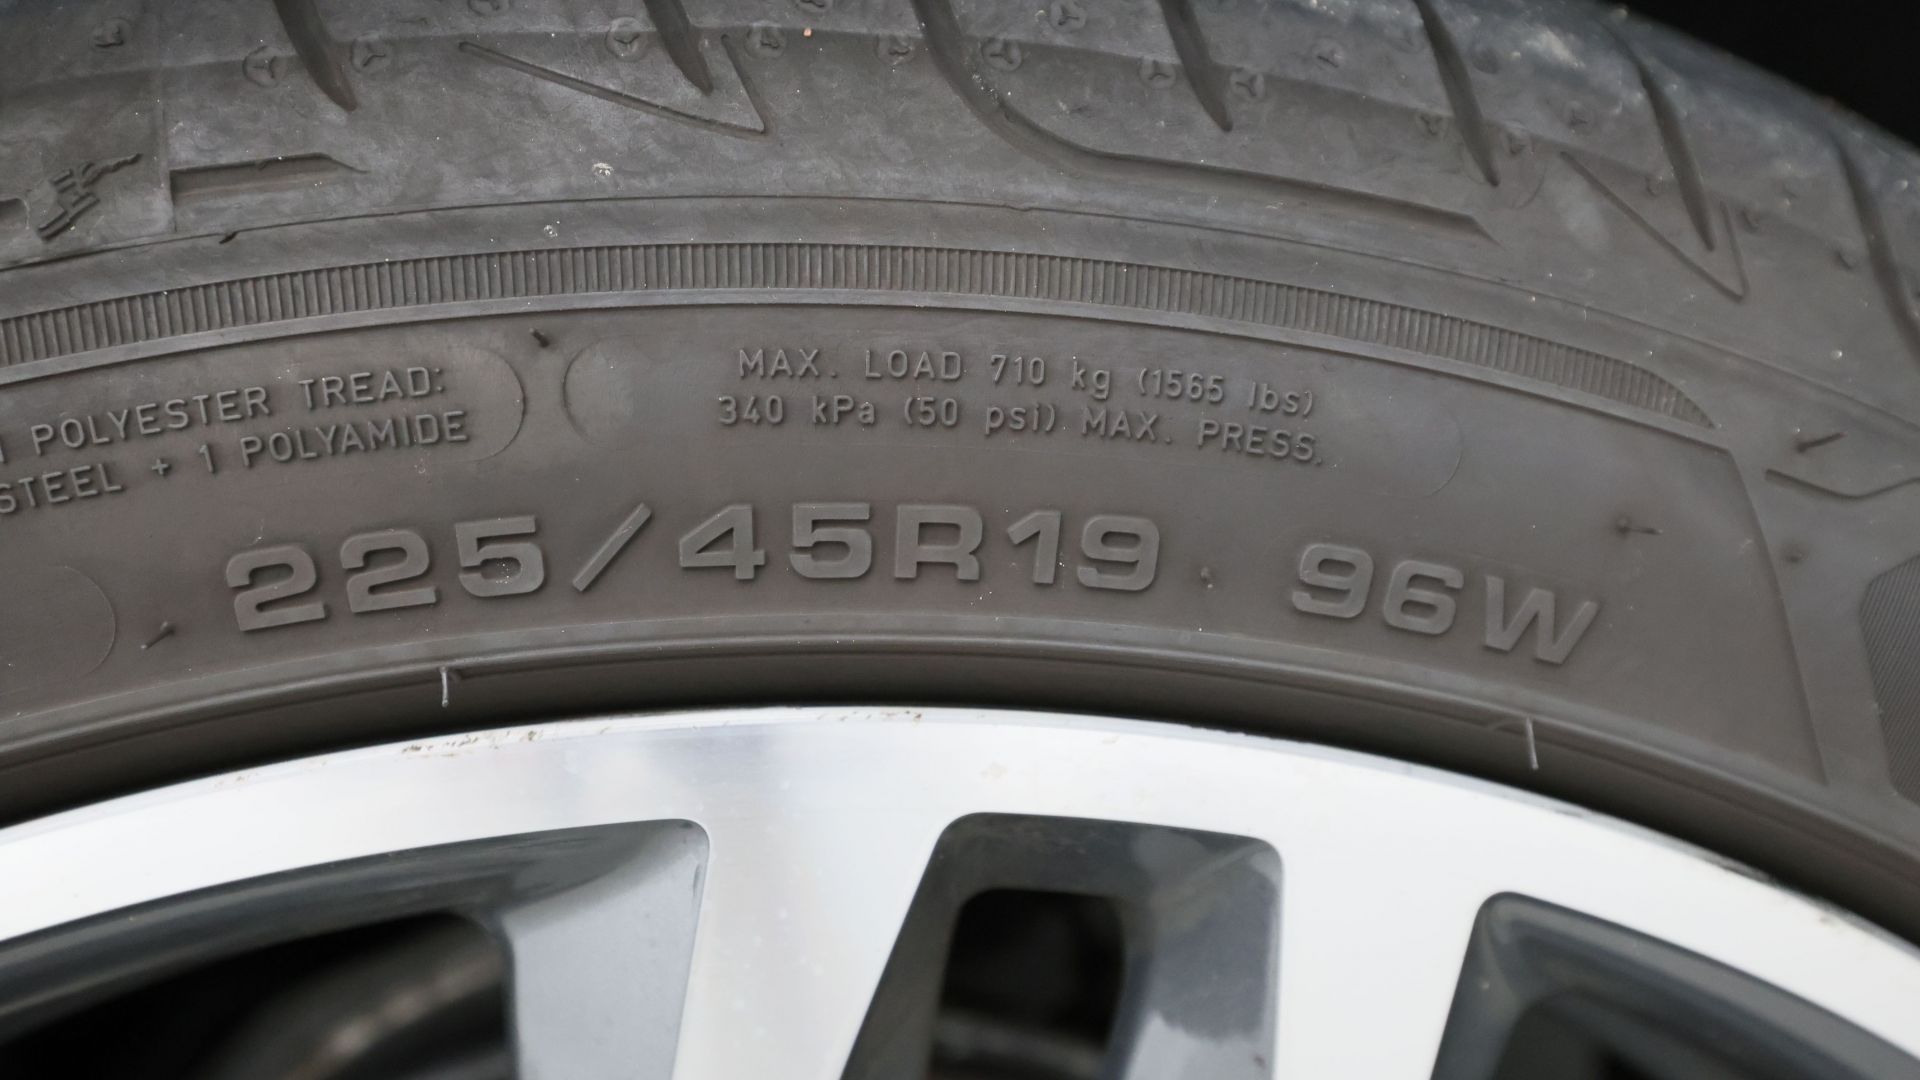 1 POLYESTER TREAD:
STEEL + 1 POLYAMIDE
MAX. LOAD 710 kg (1565 lbs)
340 kPa (50 psi) MAX. PRESS.
225/45R19 96W